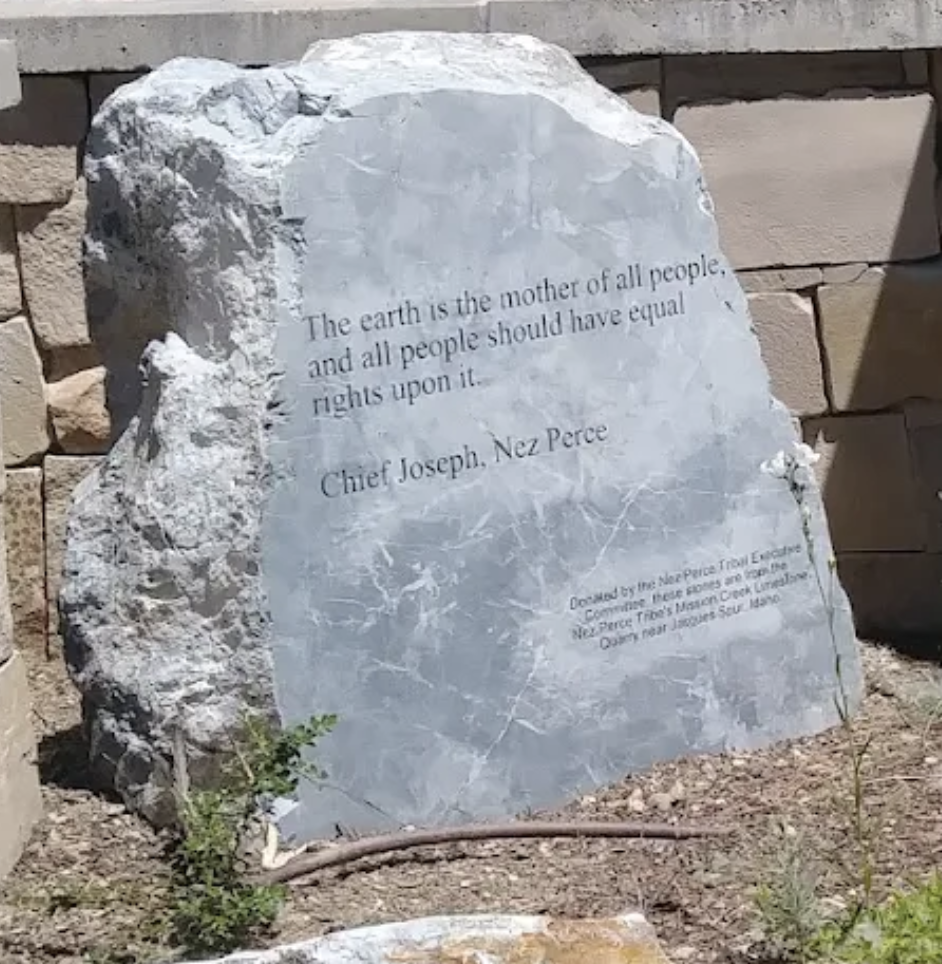 The earth is the mother of all people,
and all people should have equal
rights upon it.
Chief Joseph, Nez Perce
Donated by the Nez Perce Tribal Executive
Committee, these stones are from the
Nez Perce Tribe's Mission Creek Limestone
Quarry near Jacques Spur, Idaho.